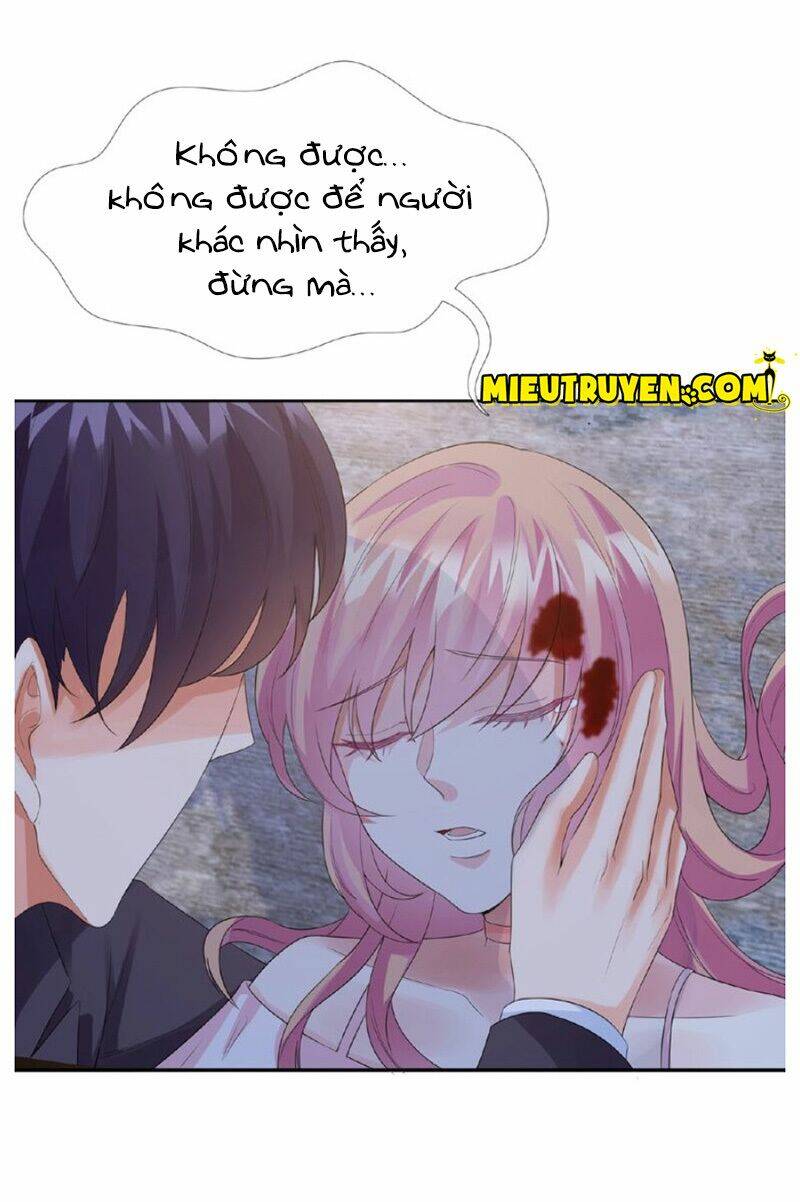 Không được...
không được để người
khác nhìn thấy,
đừng mà...
MIEUTRUYEN.COM